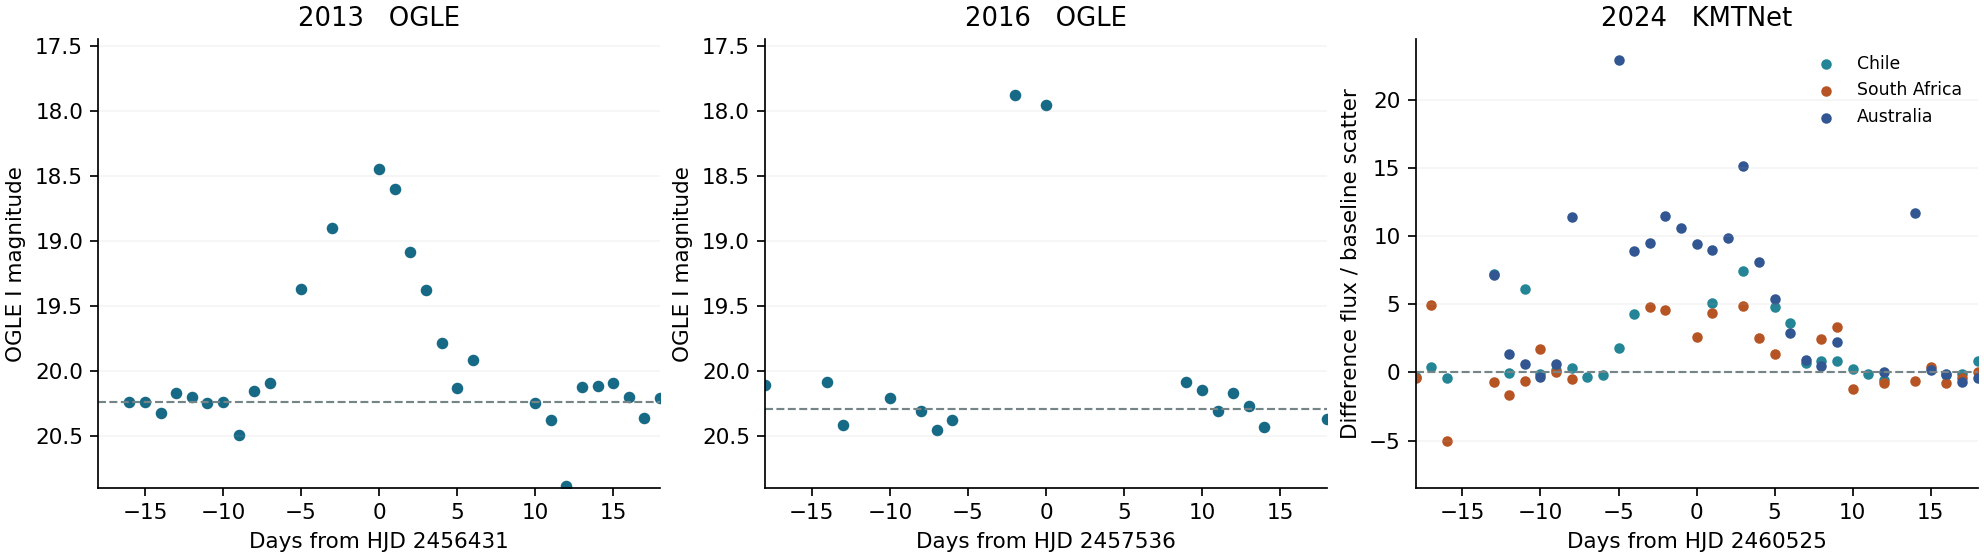 2013 OGLE
17.5
18.0
18.5
19.0
19.5
20.0
20.5
OGLE I magnitude
−15 −10 −5 0 5 10 15
Days from HJD 2456431
2016 OGLE
17.5
18.0
18.5
19.0
19.5
20.0
20.5
OGLE I magnitude
−15 −10 −5 0 5 10 15
Days from HJD 2457536
2024 KMTNet
Chile
South Africa
Australia
20
15
10
5
0
−5
Difference flux / baseline scatter
−15 −10 −5 0 5 10 15
Days from HJD 2460525